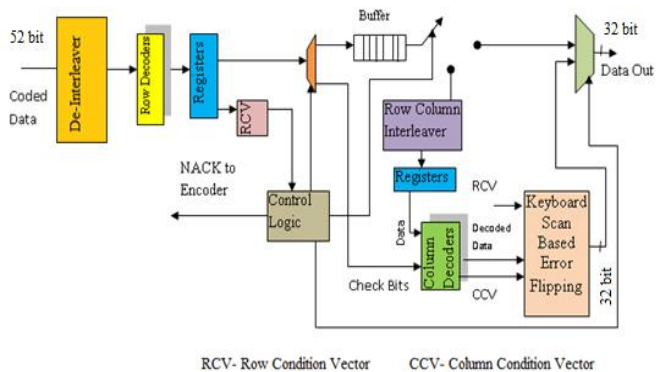 52 bit
Coded
Data
De-Interleaver
Row Decoders
Registers
RCV
Buffer
32 bit
Data Out
Row Column
Interleaver
Registers
NACK to
Encoder
Control
Logic
Data
Check Bits
Column
Decoders
RCV
Decoded
Data
CCV
Keyboard
Scan
Based
Error
Flipping
32 bit
RCV- Row Condition Vector
CCV- Column Condition Vector